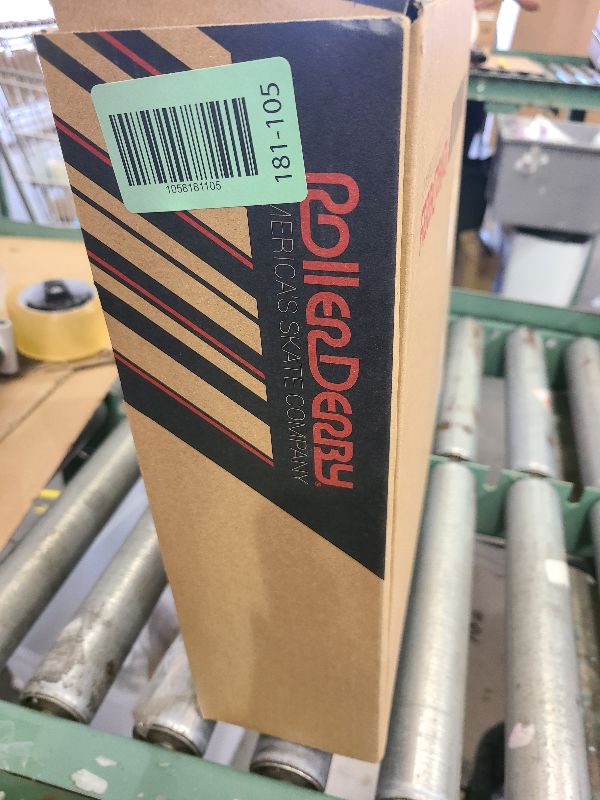 1058181105
181-105
RollerDerby
AMERICA'S SKATE COMPANY